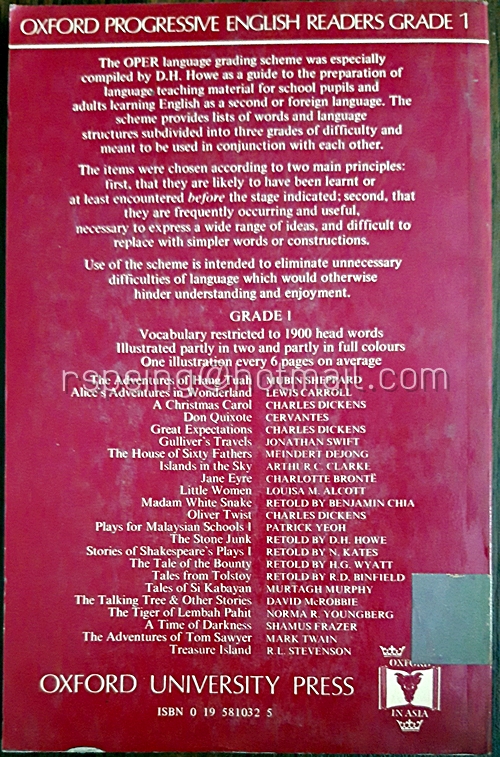 OXFORD PROGRESSIVE ENGLISH READERS GRADE 1
The OPER language grading scheme was especially
compiled by D.H. Howe as a guide to the preparation of
language teaching material for school pupils and
adults learning English as a second or foreign language. The
scheme provides lists of words and language
structures subdivided into three grades of difficulty and
meant to be used in conjunction with each other.
The items were chosen according to two main principles:
first, that they are likely to have been learnt or
at least encountered before the stage indicated; second, that
they are frequently occurring and useful,
necessary to express a wide range of ideas, and difficult to
replace with simpler words or constructions.
Use of the scheme is intended to eliminate unnecessary
difficulties of language which would otherwise
hinder understanding and enjoyment.
GRADE 1
Vocabulary restricted to 1900 head words
Illustrated partly in two and partly in full colours
One illustration every 6 pages on average
rspeing@hotmail.com
The Adventures of Hang Tuah MUBIN SHEPPARD
Alice's Adventures in Wonderland LEWIS CARROLL
A Christmas Carol CHARLES DICKENS
Don Quixote CERVANTES
Great Expectations CHARLES DICKENS
Gulliver's Travels JONATHAN SWIFT
The House of Sixty Fathers MEINDERT DEJONG
Islands in the Sky ARTHUR C. CLARKE
Jane Eyre CHARLOTTE BRONTË
Little Women LOUISA M. ALCOTT
Madam White Snake RETOLD BY BENJAMIN CHIA
Oliver Twist CHARLES DICKENS
Plays for Malaysian Schools 1 PATRICK YEOH
The Stone Junk RETOLD BY D.H. HOWE
Stories of Shakespeare's Plays 1 RETOLD BY N. KATES
The Tale of the Bounty RETOLD BY H.G. WYATT
Tales from Tolstoy RETOLD BY R.D. BINFIELD
Tales of Si Kabayan MURTAGH MURPHY
The Talking Tree & Other Stories DAVID McROBBIE
The Tiger of Lembah Pahit NORMA R. YOUNGBERG
A Time of Darkness SHAMUS FRAZER
The Adventures of Tom Sawyer MARK TWAIN
Treasure Island R.L. STEVENSON
OXFORD
IN ASIA
OXFORD UNIVERSITY PRESS
ISBN 0 19 581032 5